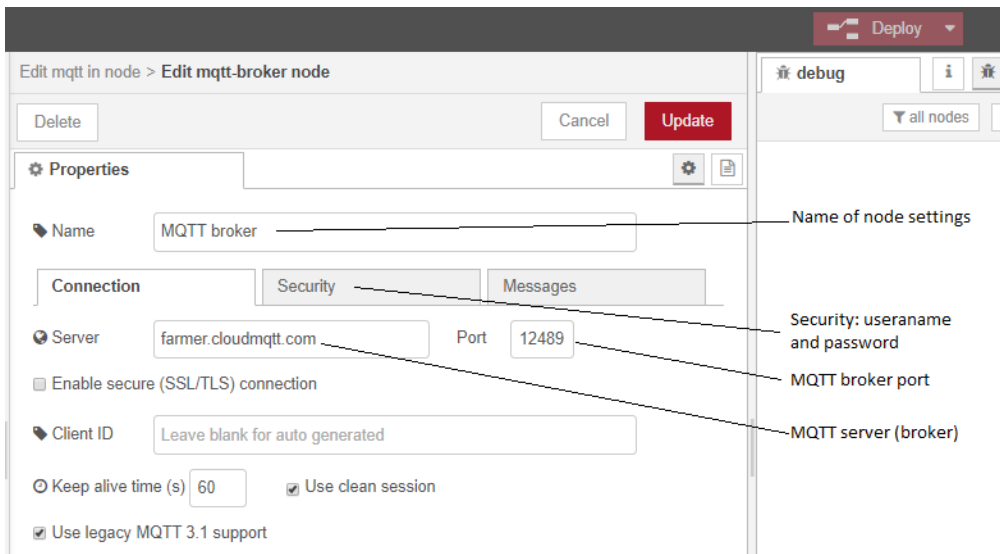 Deploy
Edit mqtt in node > Edit mqtt-broker node
debug
i
Delete
Cancel
Update
all nodes
Properties
Name
MQTT broker
Name of node settings
Connection
Security
Messages
Server
farmer.cloudmqtt.com
Port
12489
Security: useraname
and password
Enable secure (SSL/TLS) connection
MQTT broker port
Client ID
Leave blank for auto generated
MQTT server (broker)
Keep alive time (s)
60
Use clean session
Use legacy MQTT 3.1 support